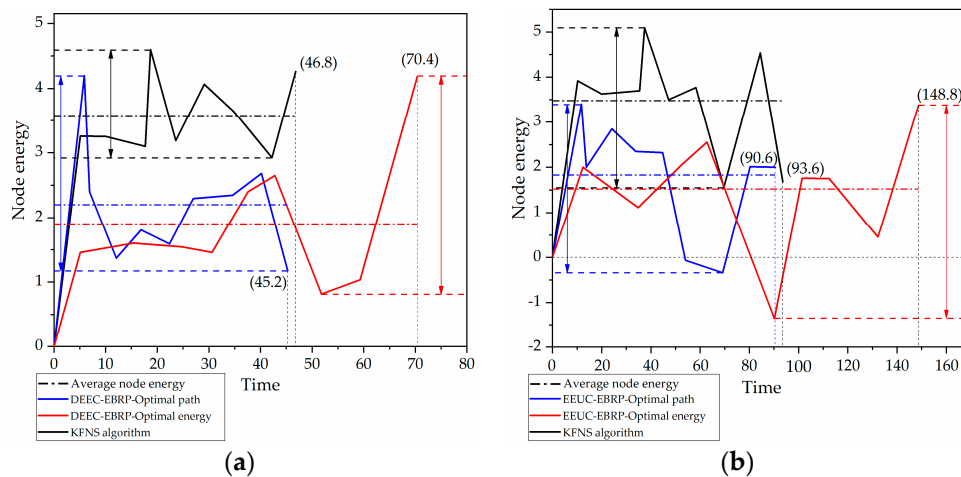 5
4
3
2
1
0
Node energy
(46.8)
(70.4)
(45.2)
0
10
20
30
40
50
60
70
80
Time
Average node energy
DEEC-EBRP-Optimal path
DEEC-EBRP-Optimal energy
KFNS algorithm
(a)
5
4
3
2
1
0
-1
-2
Node energy
(148.8)
(90.6)
(93.6)
0
20
40
60
80
100
120
140
160
Time
Average node energy
EEUC-EBRP-Optimal path
EEUC-EBRP-Optimal energy
KFNS algorithm
(b)